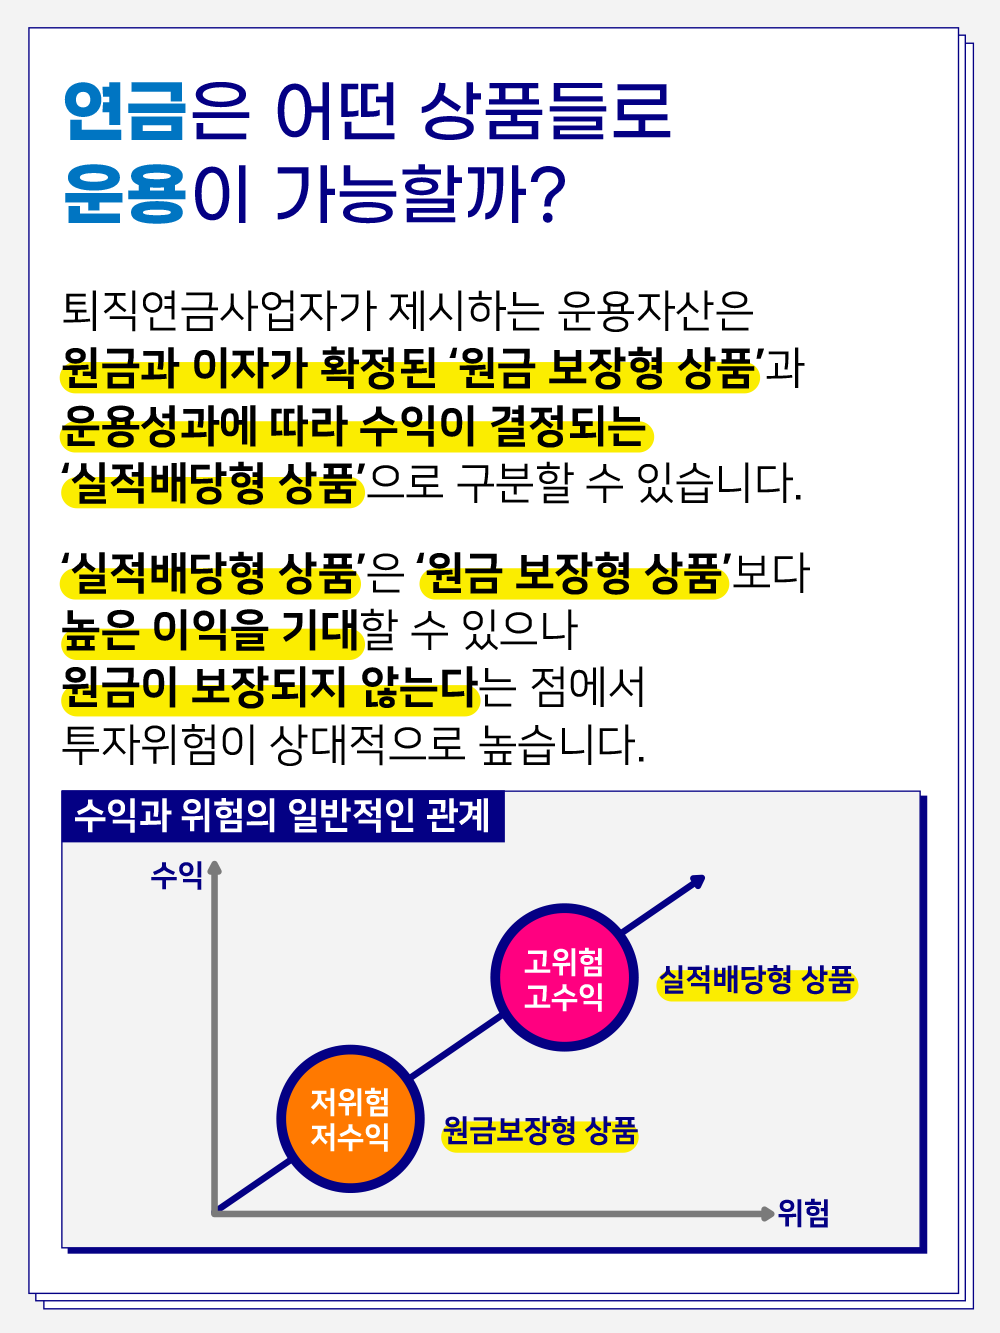 연금은 어떤 상품들로
운용이 가능할까?
퇴직연금사업자가 제시하는 운용자산은
원금과 이자가 확정된 ‘원금 보장형 상품’과
운용성과에 따라 수익이 결정되는
‘실적배당형 상품’으로 구분할 수 있습니다.
‘실적배당형 상품’은 ‘원금 보장형 상품’보다
높은 이익을 기대할 수 있으나
원금이 보장되지 않는다는 점에서
투자위험이 상대적으로 높습니다.
수익과 위험의 일반적인 관계
수익
고위험
고수익
실적배당형 상품
저위험
저수익
원금보장형 상품
위험